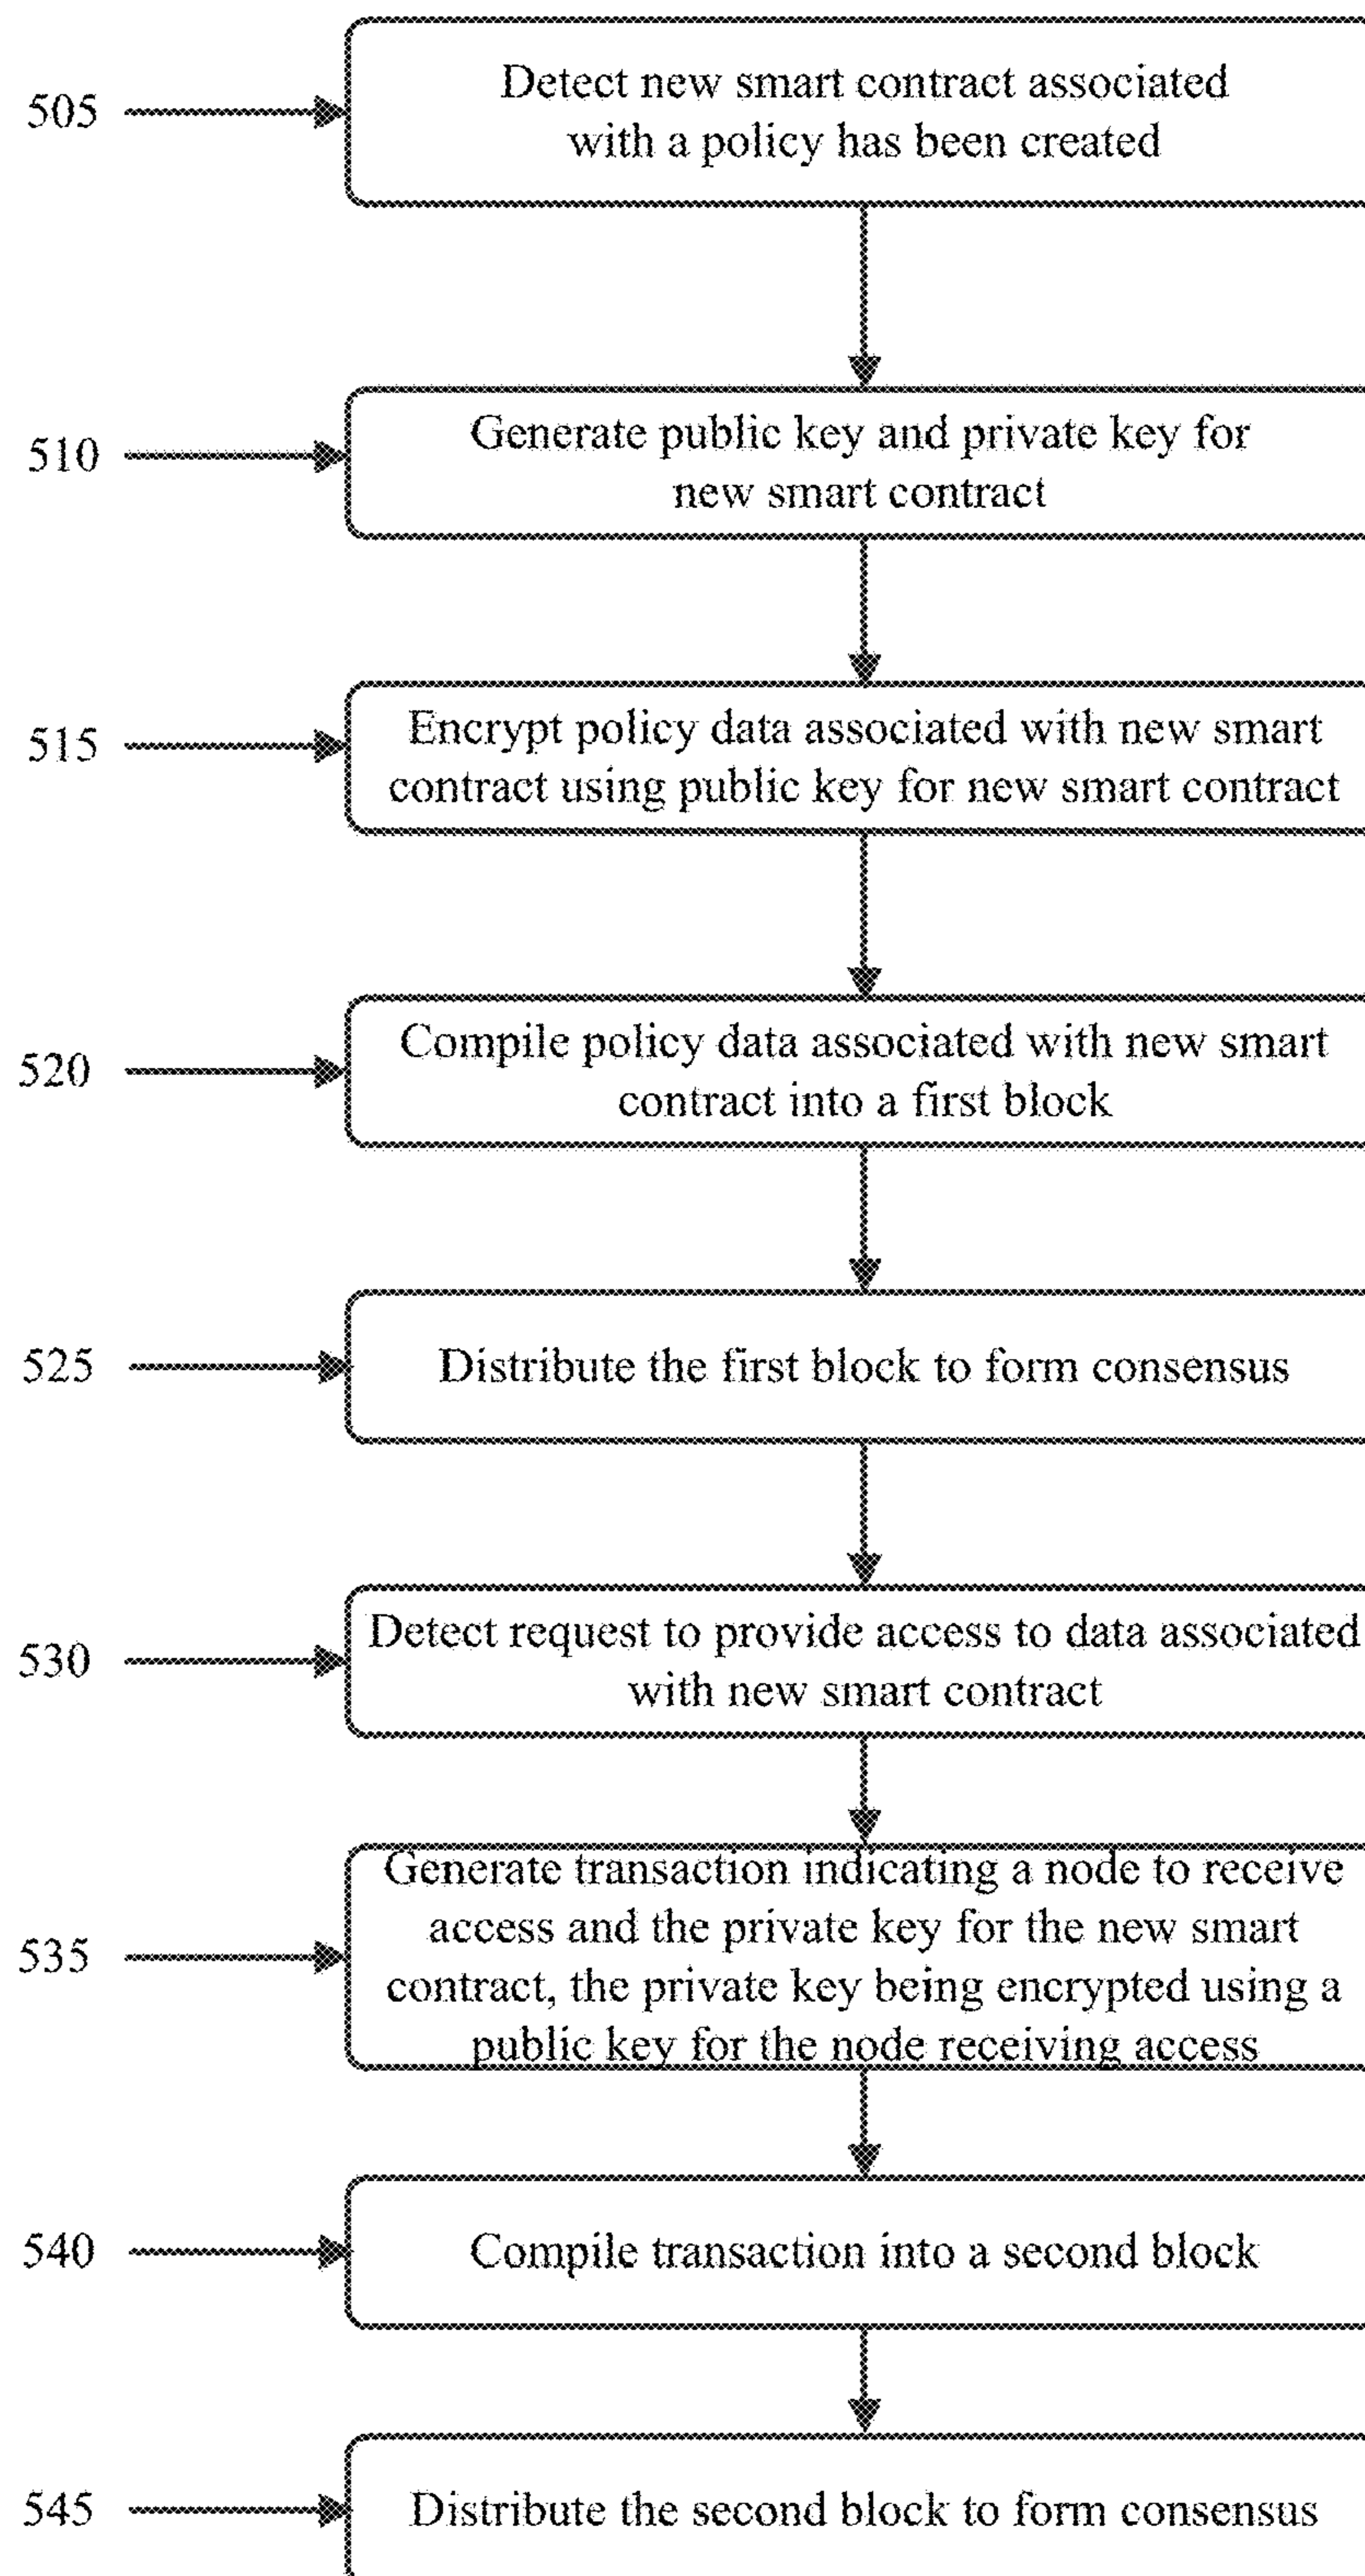 505
Detect new smart contract associated
with a policy has been created
510
Generate public key and private key for
new smart contract
515
Encrypt policy data associated with new smart
contract using public key for new smart contract
520
Compile policy data associated with new smart
contract into a first block
525
Distribute the first block to form consensus
530
Detect request to provide access to data associated
with new smart contract
535
Generate transaction indicating a node to receive
access and the private key for the new smart
contract, the private key being encrypted using a
public key for the node receiving access
540
Compile transaction into a second block
545
Distribute the second block to form consensus